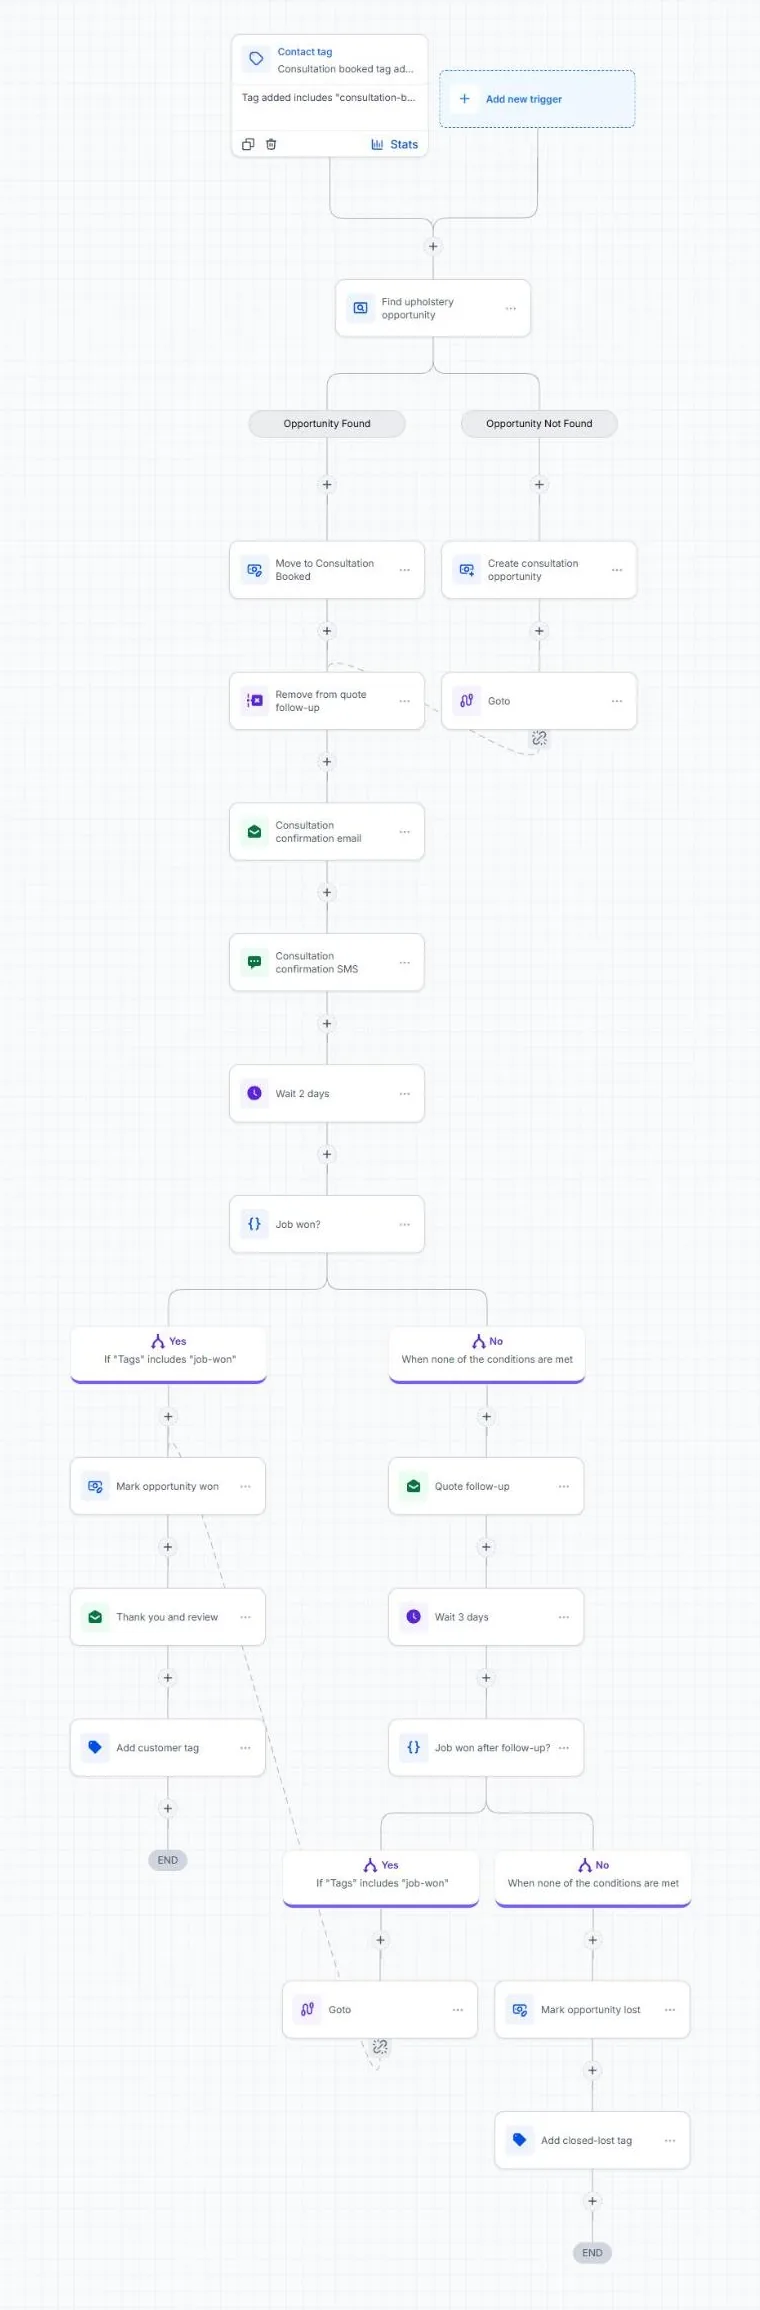 Contact tag
Consultation booked tag ad...
Tag added includes "consultation-b...
Stats
Add new trigger
Find upholstery
opportunity
Opportunity Found
Opportunity Not Found
Move to Consultation
Booked
Create consultation
opportunity
Remove from quote
follow-up
Goto
Consultation
confirmation email
Consultation
confirmation SMS
Wait 2 days
Job won?
Yes
If "Tags" includes "job-won"
No
When none of the conditions are met
Mark opportunity won
Quote follow-up
Thank you and review
Wait 3 days
Add customer tag
Job won after follow-up?
END
Yes
If "Tags" includes "job-won"
No
When none of the conditions are met
Goto
Mark opportunity lost
Add closed-lost tag
END